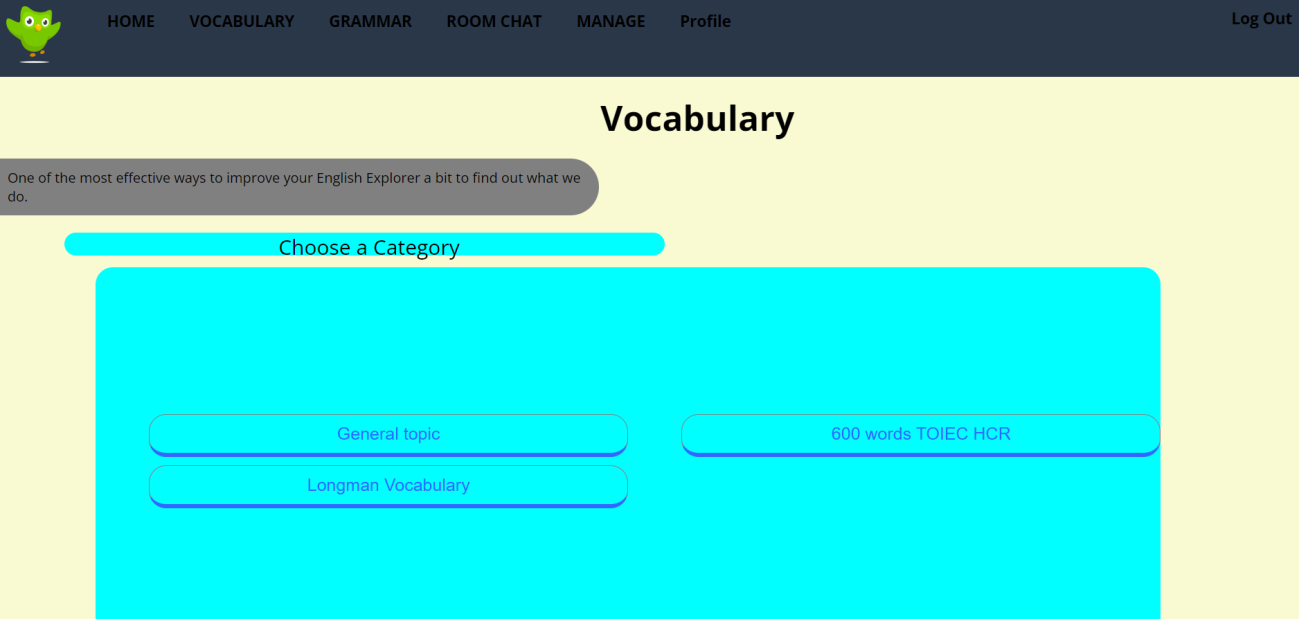 HOME VOCABULARY GRAMMAR ROOM CHAT MANAGE Profile Log Out
Vocabulary
One of the most effective ways to improve your English Explorer a bit to find out what we
do.
Choose a Category
General topic 600 words TOIEC HCR
Longman Vocabulary